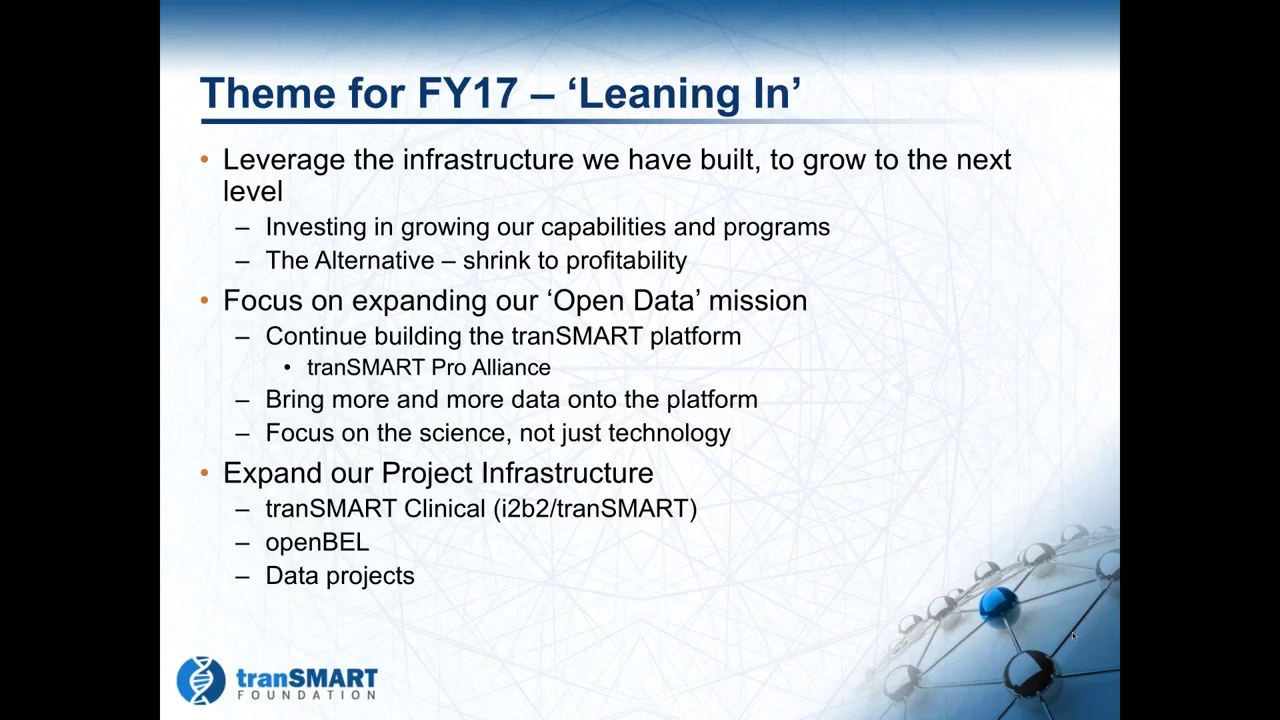 Theme for FY17 – ‘Leaning In’
• Leverage the infrastructure we have built, to grow to the next
level
– Investing in growing our capabilities and programs
– The Alternative – shrink to profitability
• Focus on expanding our ‘Open Data’ mission
– Continue building the tranSMART platform
• tranSMART Pro Alliance
– Bring more and more data onto the platform
– Focus on the science, not just technology
• Expand our Project Infrastructure
– tranSMART Clinical (i2b2/tranSMART)
– openBEL
– Data projects
tranSMART
FOUNDATION